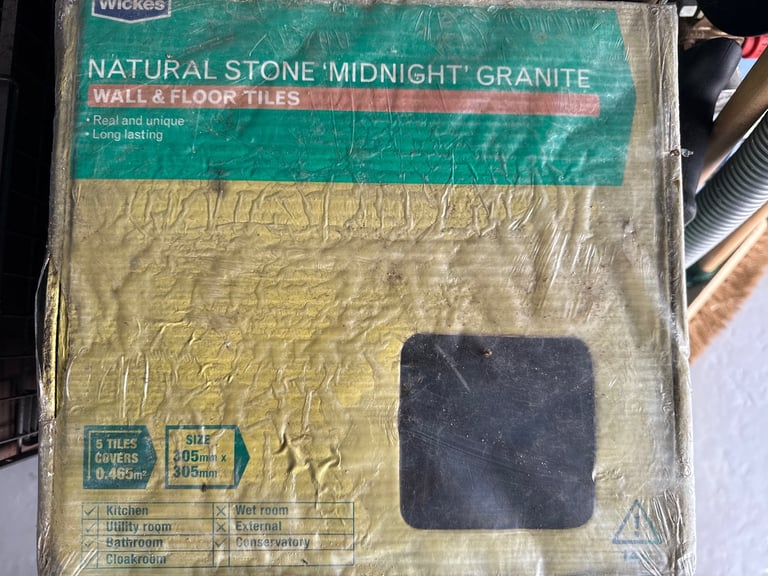 Wickes
NATURAL STONE 'MIDNIGHT' GRANITE
WALL & FLOOR TILES
• Real and unique
• Long lasting
5 TILES
COVERS
0.465m²
SIZE
305mm x
305mm
✓ Kitchen
✓ Utility room
✓ Bathroom
Cloakroom
× Wet room
× External
✓ Conservatory